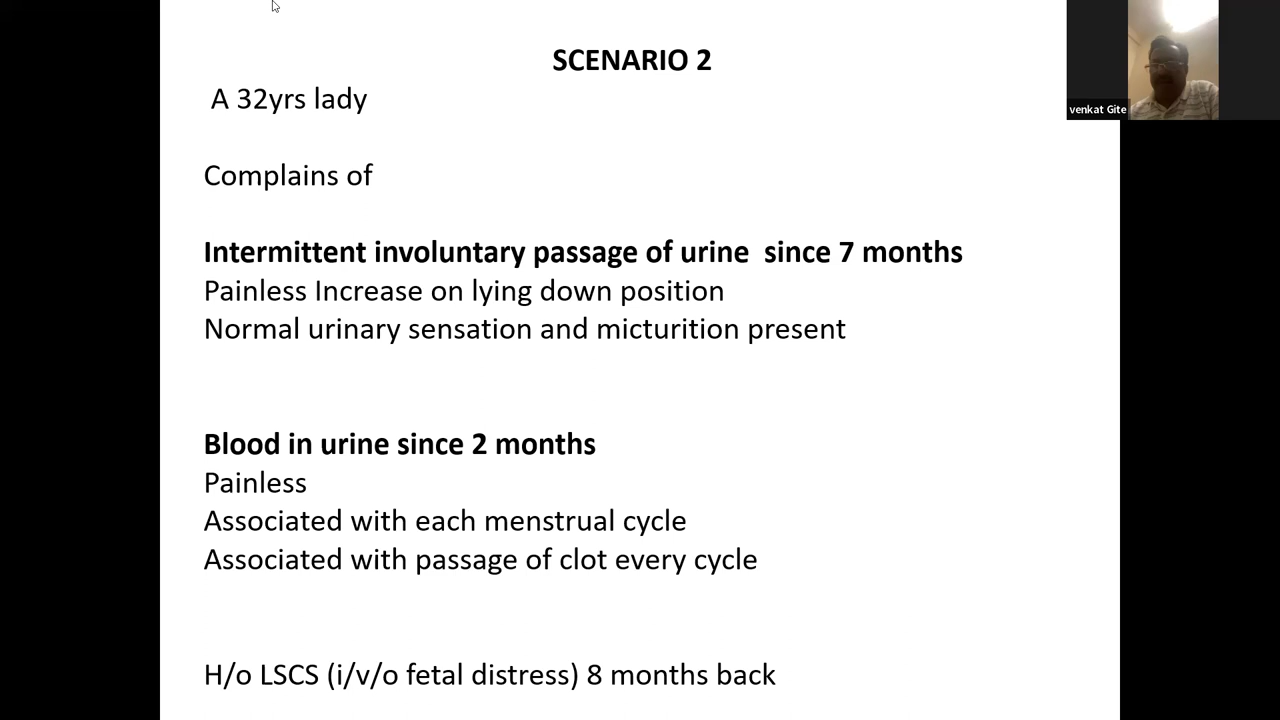 SCENARIO 2
A 32yrs lady
Complains of
Intermittent involuntary passage of urine  since 7 months
Painless Increase on lying down position
Normal urinary sensation and micturition present
Blood in urine since 2 months
Painless
Associated with each menstrual cycle
Associated with passage of clot every cycle
H/o LSCS (i/v/o fetal distress) 8 months back
venkat Gite